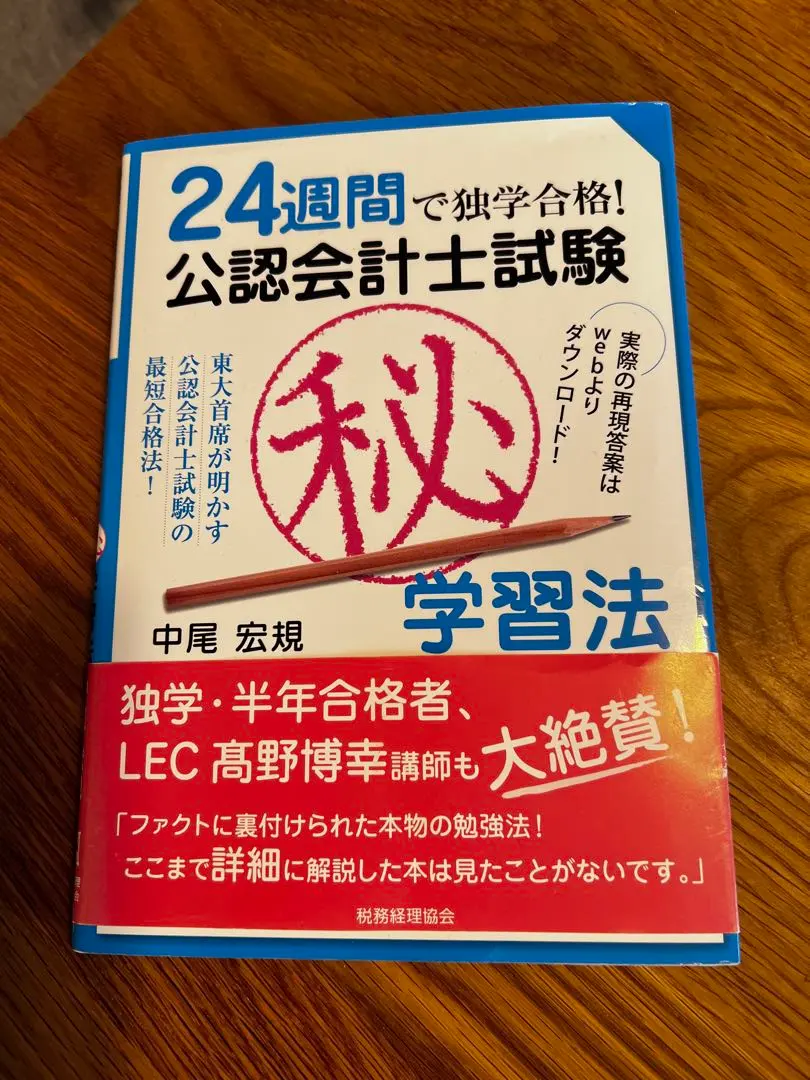 24週間で独学合格!
公認会計士試験
実際の再現答案は
webより
ダウンロード!
東大首席が明かす
公認会計士試験の
最短合格法!
秘
学習法
中尾 宏規
独学・半年合格者、
LEC 髙野博幸講師も大絶賛!
「ファクトに裏付けられた本物の勉強法!
ここまで詳細に解説した本は見たことがないです。」
税務経理協会